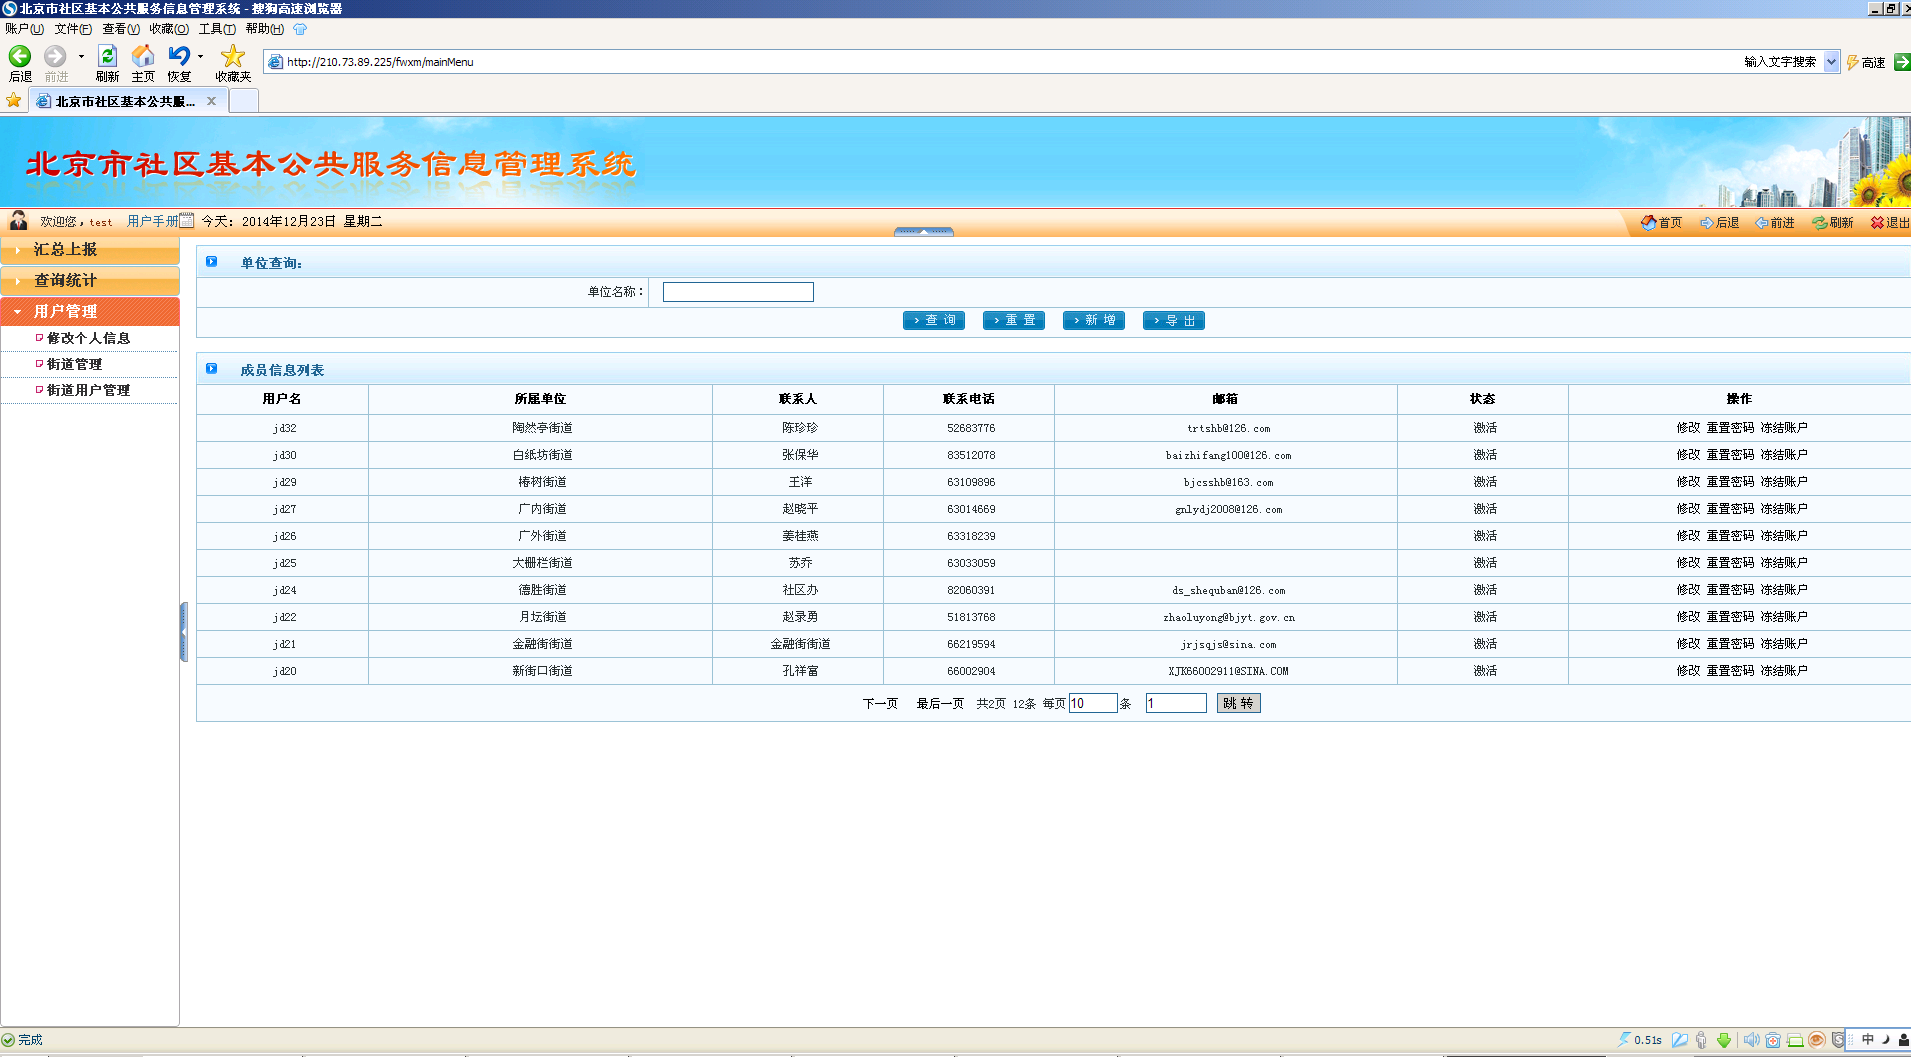 北京市社区基本公共服务信息管理系统 - 搜狗高速浏览器
账户(U) 文件(F) 查看(V) 收藏(O) 工具(T) 帮助(H)
后退 前进 刷新 主页 恢复 收藏夹 http://210.73.89.225/fwxm/mainMenu 输入文字搜索 高速
北京市社区基本公共服... x
北京市社区基本公共服务信息管理系统
欢迎您，test 用户手册 今天：2014年12月23日 星期二 首页 后退 前进 刷新 退出
汇总上报
查询统计
用户管理
修改个人信息
街道管理
街道用户管理
单位查询：
单位名称：
查 询 重 置 新 增 导 出
成员信息列表
用户名 所属单位 联系人 联系电话 邮箱 状态 操作
jd32 陶然亭街道 陈珍珍 52683776 trtshb@126.com 激活 修改 重置密码 冻结账户
jd30 白纸坊街道 张保华 83512078 baizhifang100@126.com 激活 修改 重置密码 冻结账户
jd29 椿树街道 王洋 63109896 bjcsshb@163.com 激活 修改 重置密码 冻结账户
jd27 广内街道 赵晓平 63014669 gnlydj2008@126.com 激活 修改 重置密码 冻结账户
jd26 广外街道 姜桂燕 63318239 激活 修改 重置密码 冻结账户
jd25 大栅栏街道 苏乔 63033059 激活 修改 重置密码 冻结账户
jd24 德胜街道 社区办 82060391 ds_shequban@126.com 激活 修改 重置密码 冻结账户
jd22 月坛街道 赵录勇 51813768 zhaoluyong@bjyt.gov.cn 激活 修改 重置密码 冻结账户
jd21 金融街街道 金融街街道 66219594 jrjsqjs@sina.com 激活 修改 重置密码 冻结账户
jd20 新街口街道 孔祥富 66002904 XJK66002911@SINA.COM 激活 修改 重置密码 冻结账户
下一页 最后一页 共2页 12条 每页 10 条 1 跳 转
完成 0.51s 中